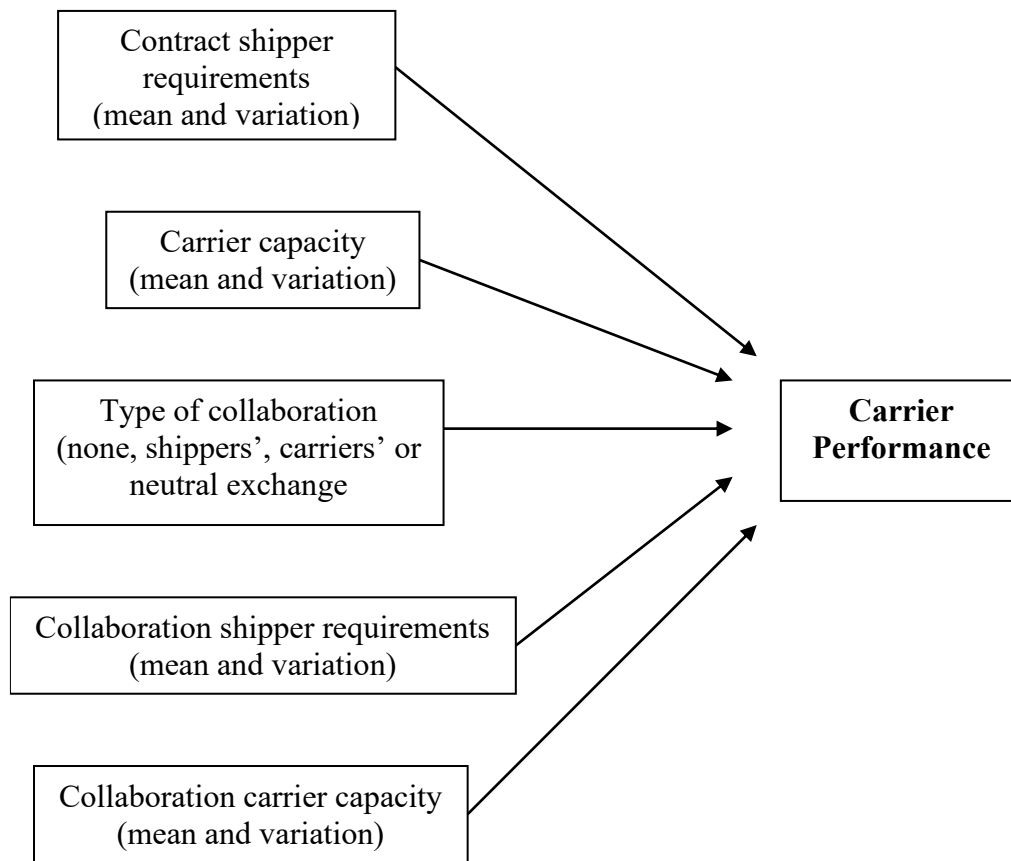 Contract shipper
requirements
(mean and variation)
Carrier capacity
(mean and variation)
Type of collaboration
(none, shippers’, carriers’ or
neutral exchange
Carrier
Performance
Collaboration shipper requirements
(mean and variation)
Collaboration carrier capacity
(mean and variation)